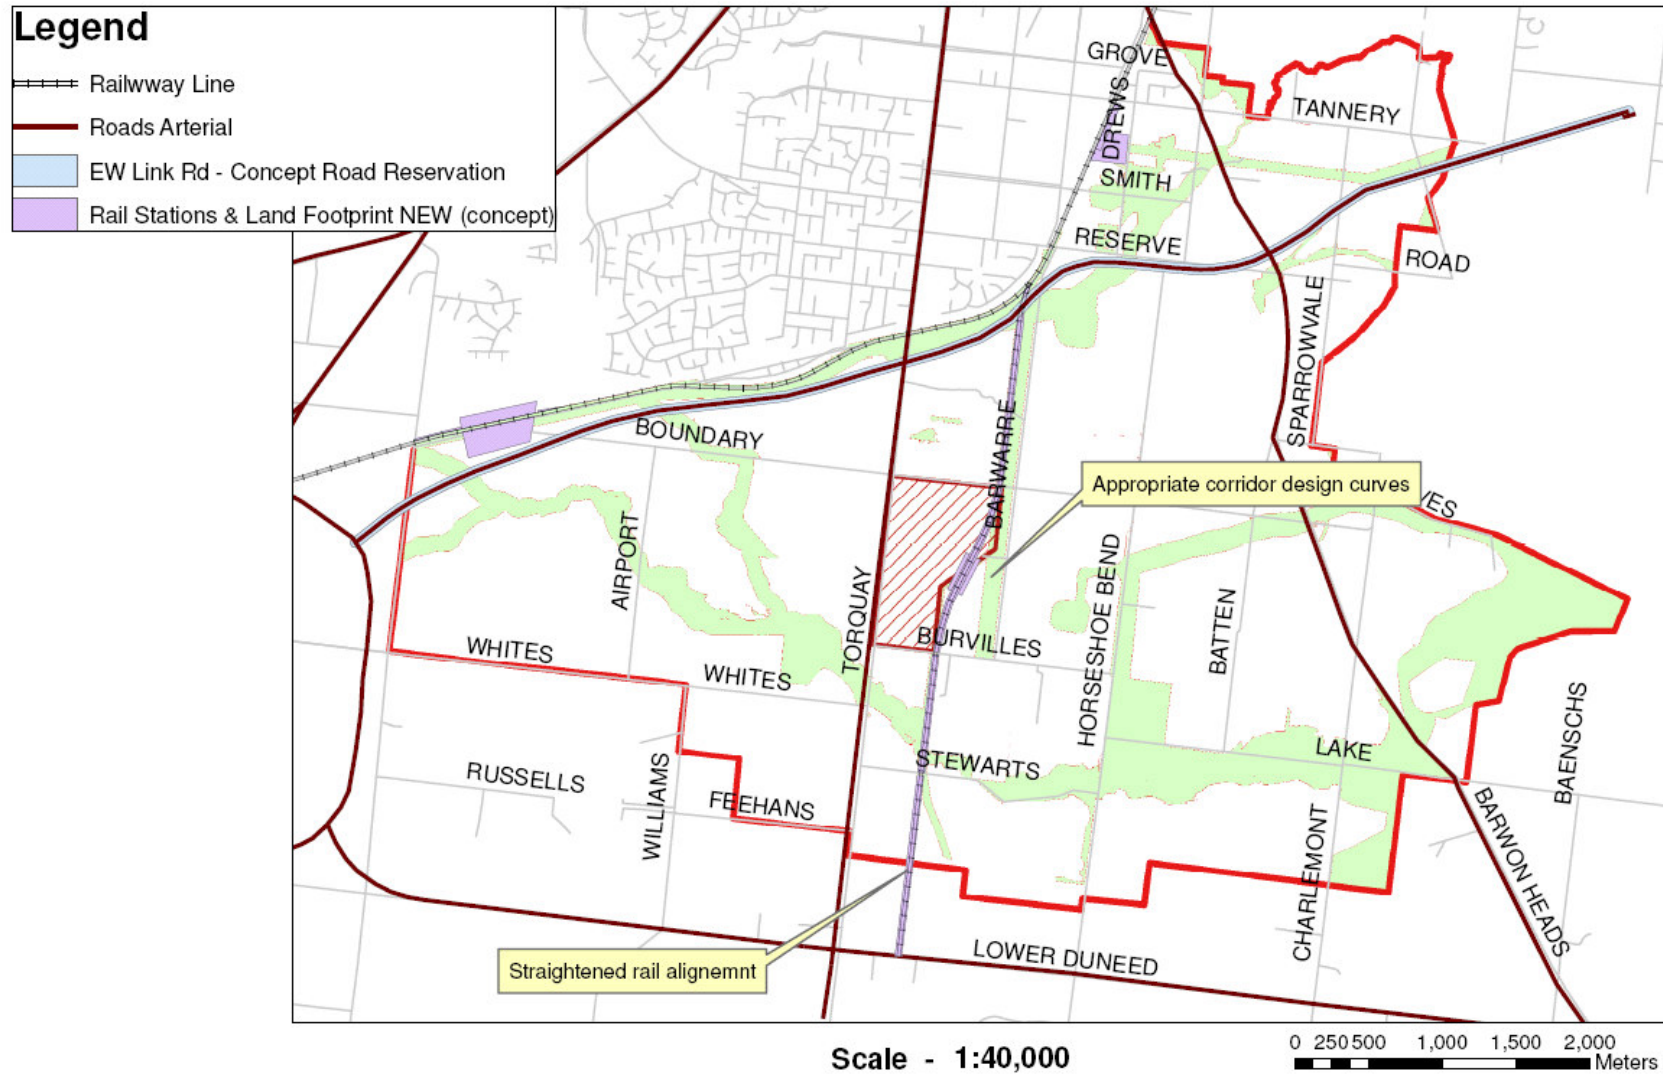 Legend
Railwway Line
Roads Arterial
EW Link Rd - Concept Road Reservation
Rail Stations & Land Footprint NEW (concept)
GROVE
DREWS
TANNERY
SMITH
RESERVE
ROAD
SPARROWVALE
BOUNDARY
BARWARRE
Appropriate corridor design curves
VES
AIRPORT
HORSESHOE BEND
TORQUAY
BATTEN
BURVILLES
WHITES
WHITES
BAENSCHS
LAKE
STEWARTS
RUSSELLS
WILLIAMS
FEEHANS
CHARLEMONT
BARWON HEADS
Straightened rail alignemnt
LOWER DUNEED
Scale - 1:40,000
0 250 500 1,000 1,500 2,000
Meters